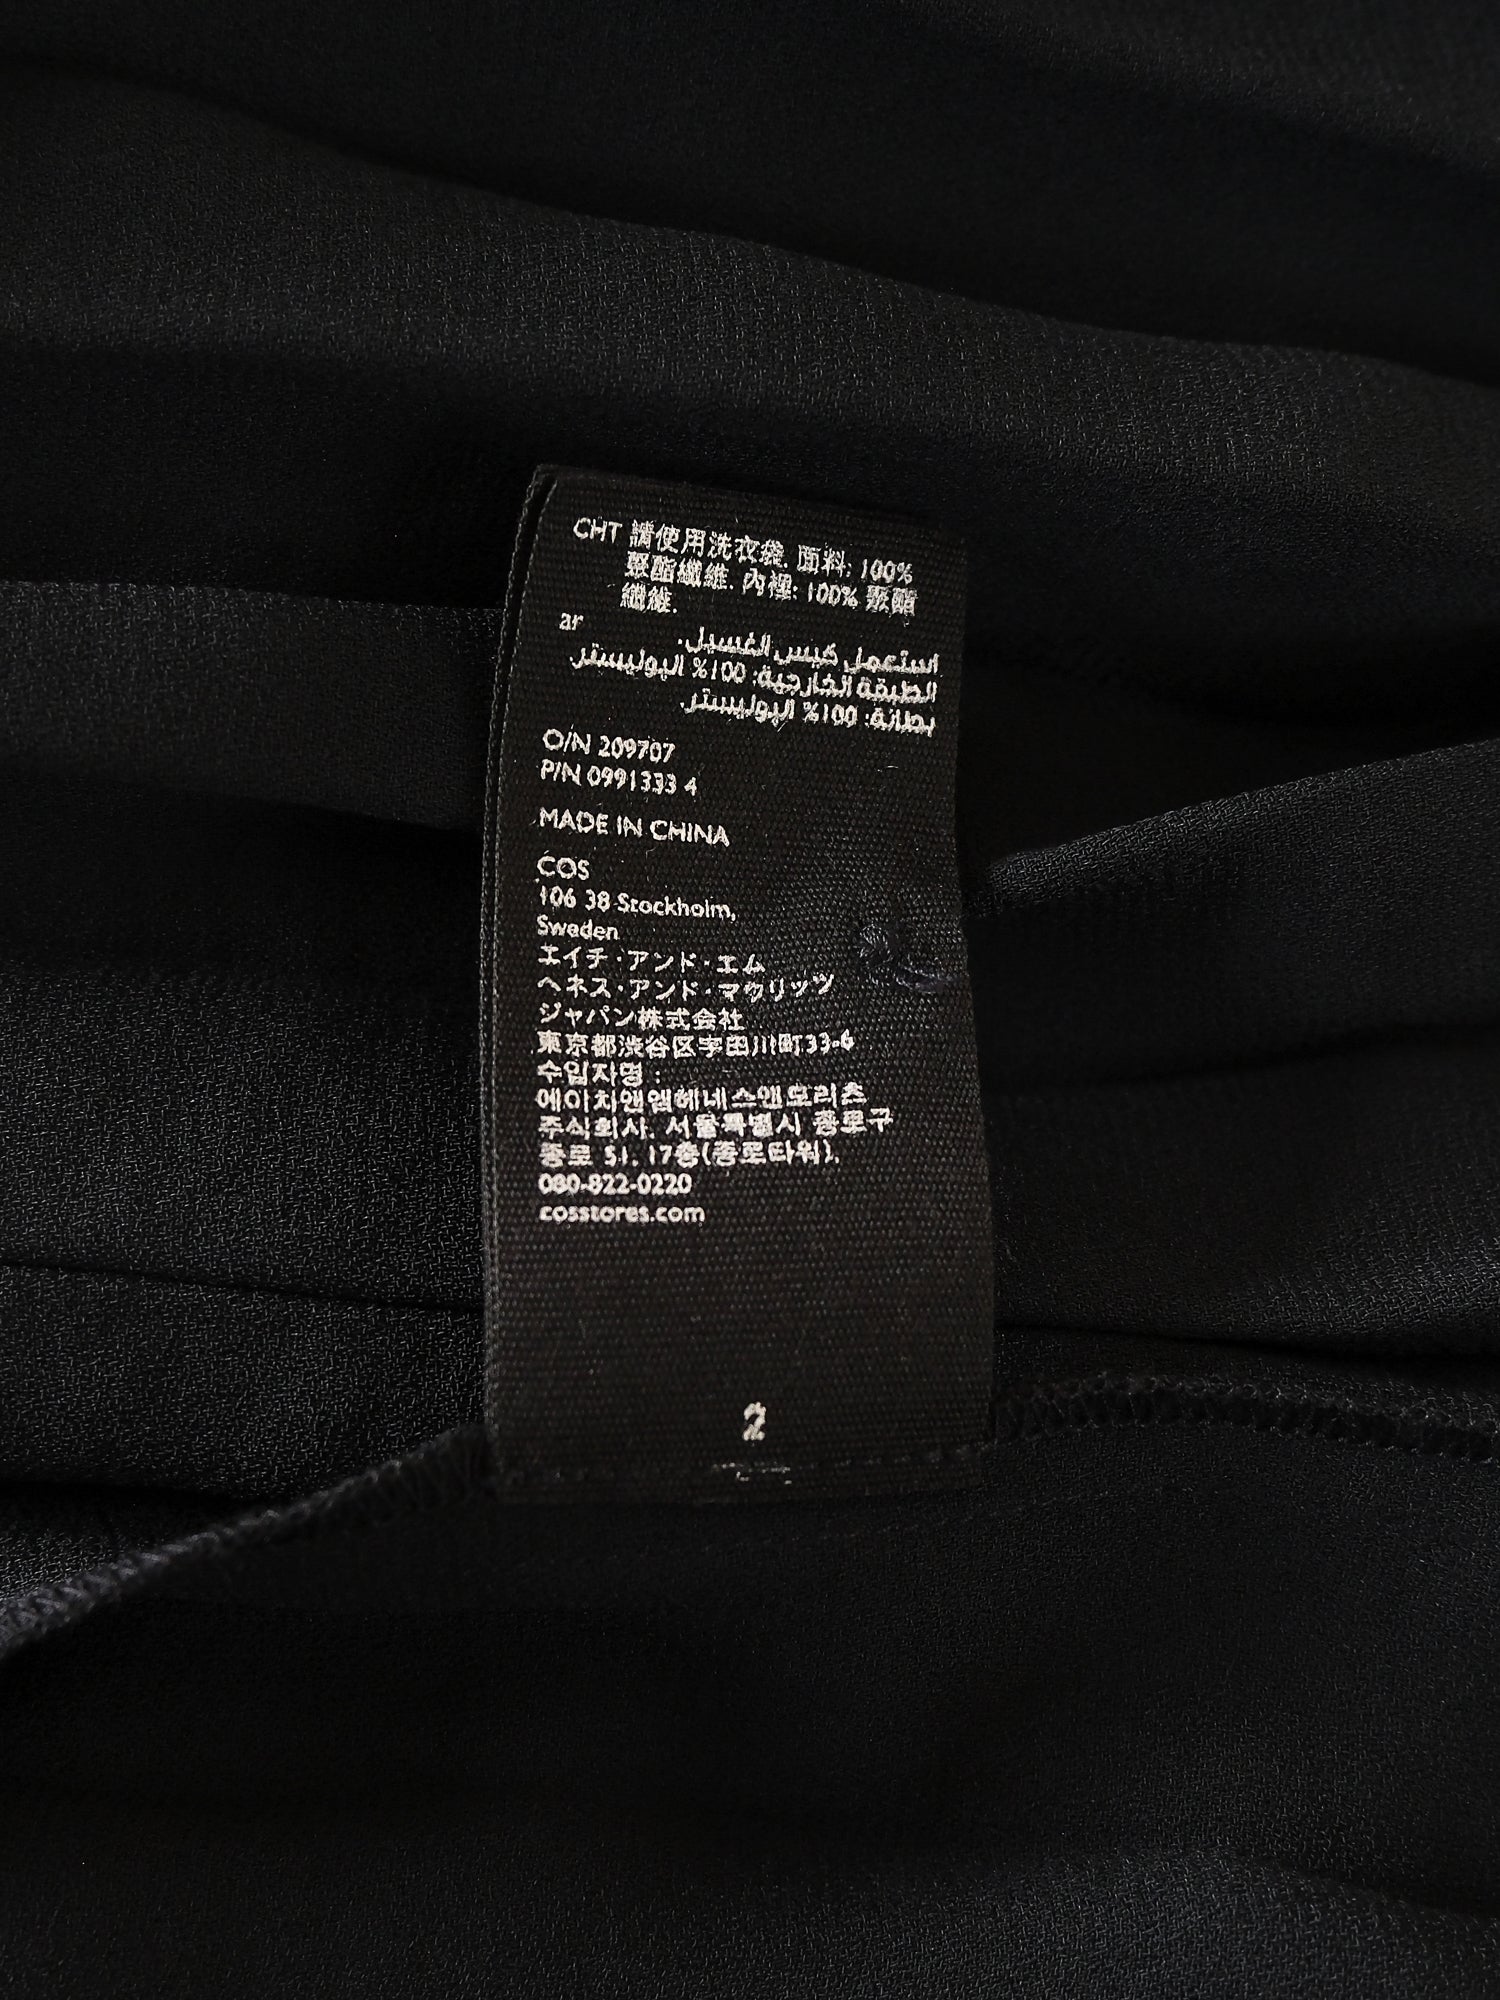 CHT 請使用洗衣袋. 面料: 100%
聚酯纖維. 內裡: 100% 聚酯
纖維.
ar
استعمل كيس الغسيل.
الطبقة الخارجية: 100% البوليستر
بطانة: 100% البوليستر.
O/N 209707
P/N 0991333 4
MADE IN CHINA
COS
106 38 Stockholm,
Sweden
エイチ・アンド・エム
ヘネス・アンド・マウリッツ
ジャパン株式会社
東京都渋谷区宇田川町33-6
수입자명 :
에이치앤엠헤네스앤모리츠
주식회사, 서울특별시 종로구
종로 51, 17층(종로타워),
080-822-0220
cosstores.com
2